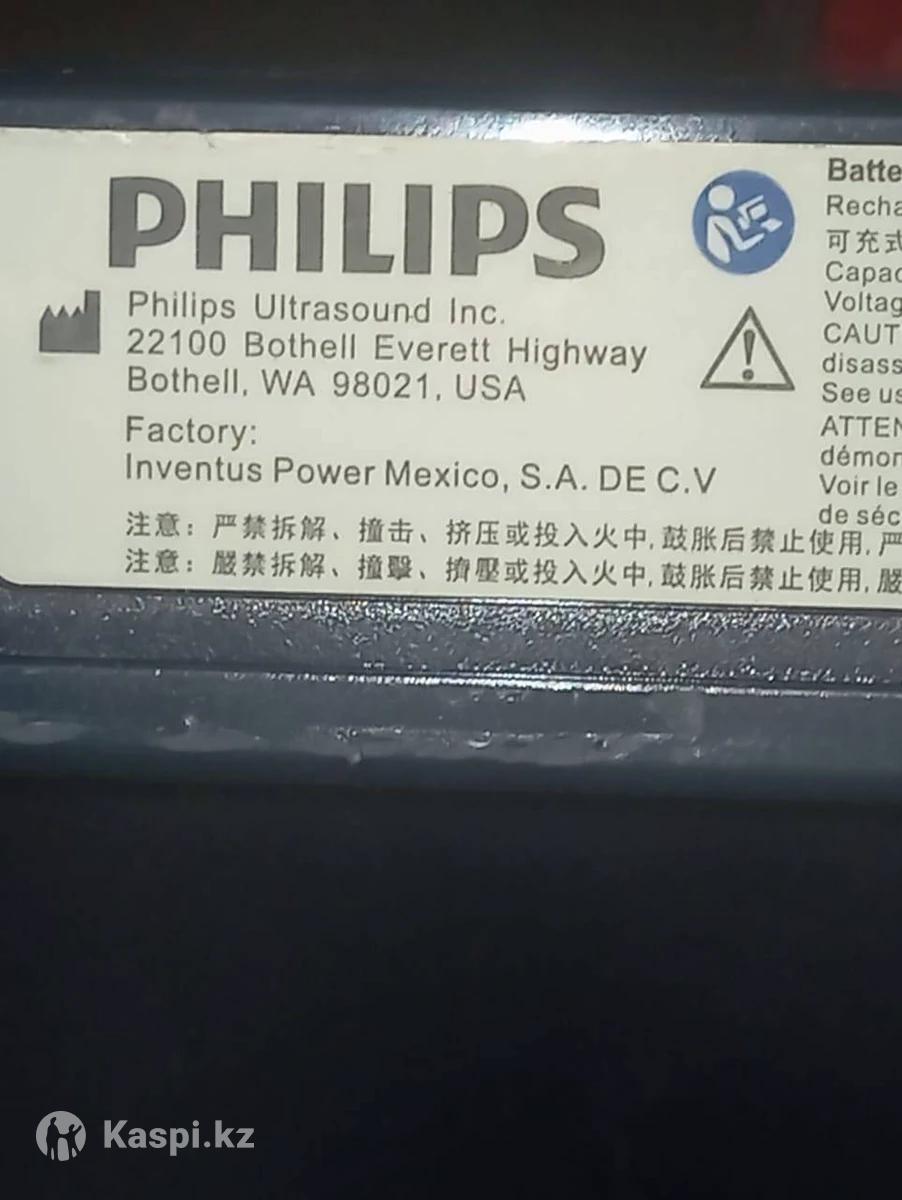 PHILIPS
Philips Ultrasound Inc.
22100 Bothell Everett Highway
Bothell, WA 98021, USA
Factory:
Inventus Power Mexico, S.A. DE C.V
注意: 严禁拆解、撞击、挤压或投入火中,鼓胀后禁止使用,严
注意: 嚴禁拆解、撞擊、擠壓或投入火中,鼓胀后禁止使用,嚴
Batte
Recha
可充式
Capac
Voltag
CAUT
disass
See us
ATTEN
démon
Voir le
de séc
Kaspi.kz